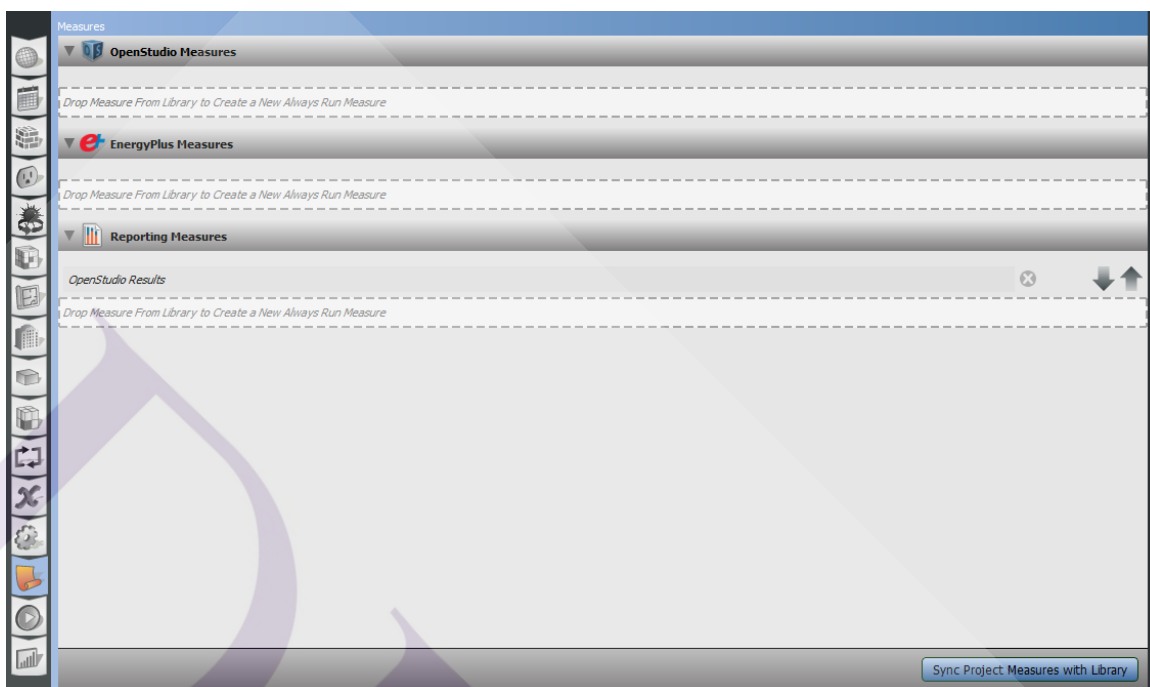 Measures
OpenStudio Measures
Drop Measure From Library to Create a New Always Run Measure
EnergyPlus Measures
Drop Measure From Library to Create a New Always Run Measure
Reporting Measures
OpenStudio Results
Drop Measure From Library to Create a New Always Run Measure
Sync Project Measures with Library